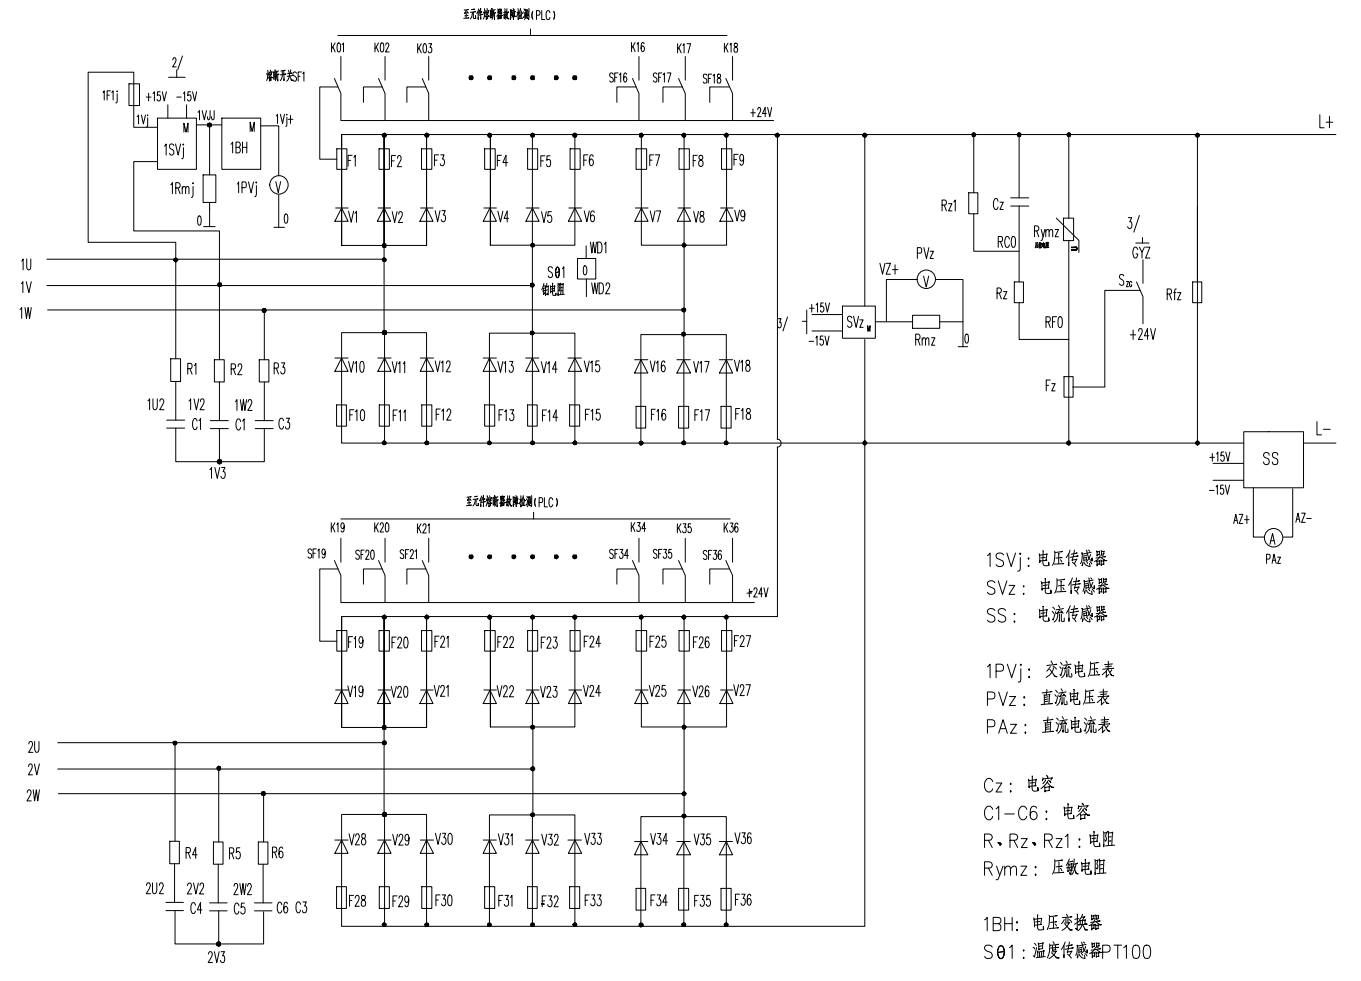 至元件熔断器故障检测(PLC)
K01 K02 K03 K16 K17 K18
熔断开关SF1 SF16 SF17 SF18
+24V
2/
1F1j +15V -15V
1Vj 1VJJ 1Vj+
M M
1SVj 1BH
1Rmj 1PVj V
0 0
L+
F1 F2 F3 F4 F5 F6 F7 F8 F9
V1 V2 V3 V4 V5 V6 V7 V8 V9
1U
1V
1W
Sθ1
铂电阻
WD1
0
WD2
Rz1 Cz
RC0
Rymz
Rz
RF0
Fz
3/
GYZ
SZG
+24V
Rfz
PVz
VZ+ V
3/
+15V
-15V
SVz M
Rmz
0
R1 R2 R3
1U2 1V2 1W2
C1 C1 C3
1V3
V10 V11 V12 V13 V14 V15 V16 V17 V18
F10 F11 F12 F13 F14 F15 F16 F17 F18
L-
+15V
-15V
SS
AZ+ AZ-
A
PAz
至元件熔断器故障检测(PLC)
K19 K20 K21 K34 K35 K36
SF19 SF20 SF21 SF34 SF35 SF36
+24V
F19 F20 F21 F22 F23 F24 F25 F26 F27
V19 V20 V21 V22 V23 V24 V25 V26 V27
2U
2V
2W
R4 R5 R6
2U2 2V2 2W2
C4 C5 C6 C3
2V3
V28 V29 V30 V31 V32 V33 V34 V35 V36
F28 F29 F30 F31 F32 F33 F34 F35 F36
1SVj: 电压传感器
SVz: 电压传感器
SS: 电流传感器
1PVj: 交流电压表
PVz: 直流电压表
PAz: 直流电流表
Cz: 电容
C1-C6: 电容
R、Rz、Rz1: 电阻
Rymz: 压敏电阻
1BH: 电压变换器
Sθ1: 温度传感器PT100